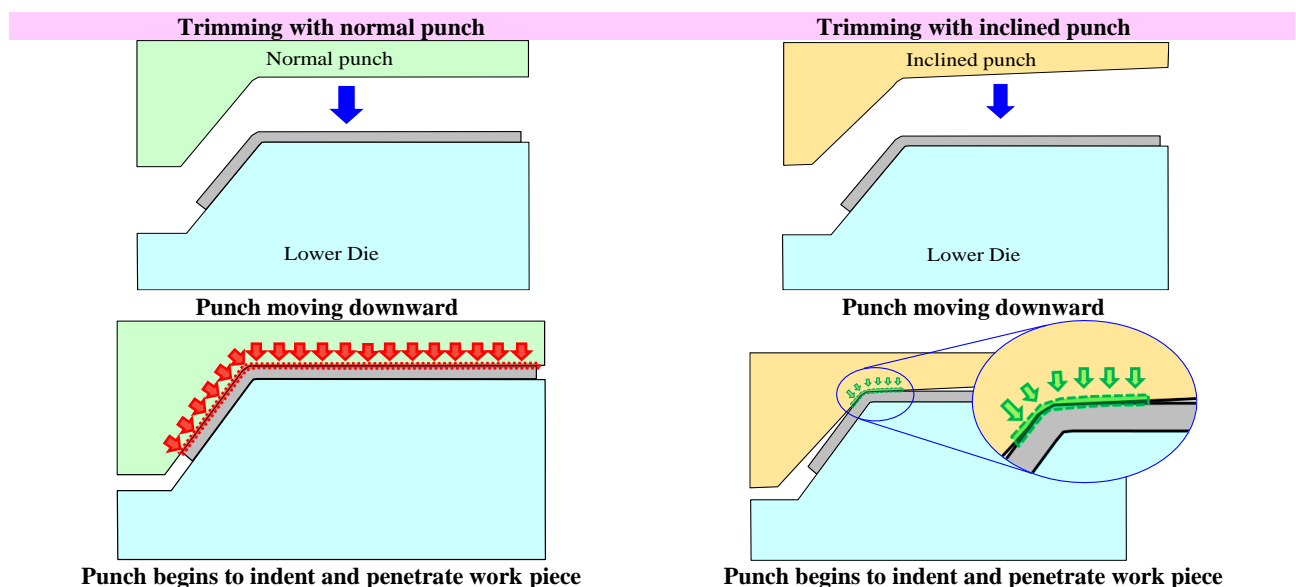 Trimming with normal punch
Trimming with inclined punch
Normal punch
Inclined punch
Lower Die
Lower Die
Punch moving downward
Punch moving downward
Punch begins to indent and penetrate work piece
Punch begins to indent and penetrate work piece